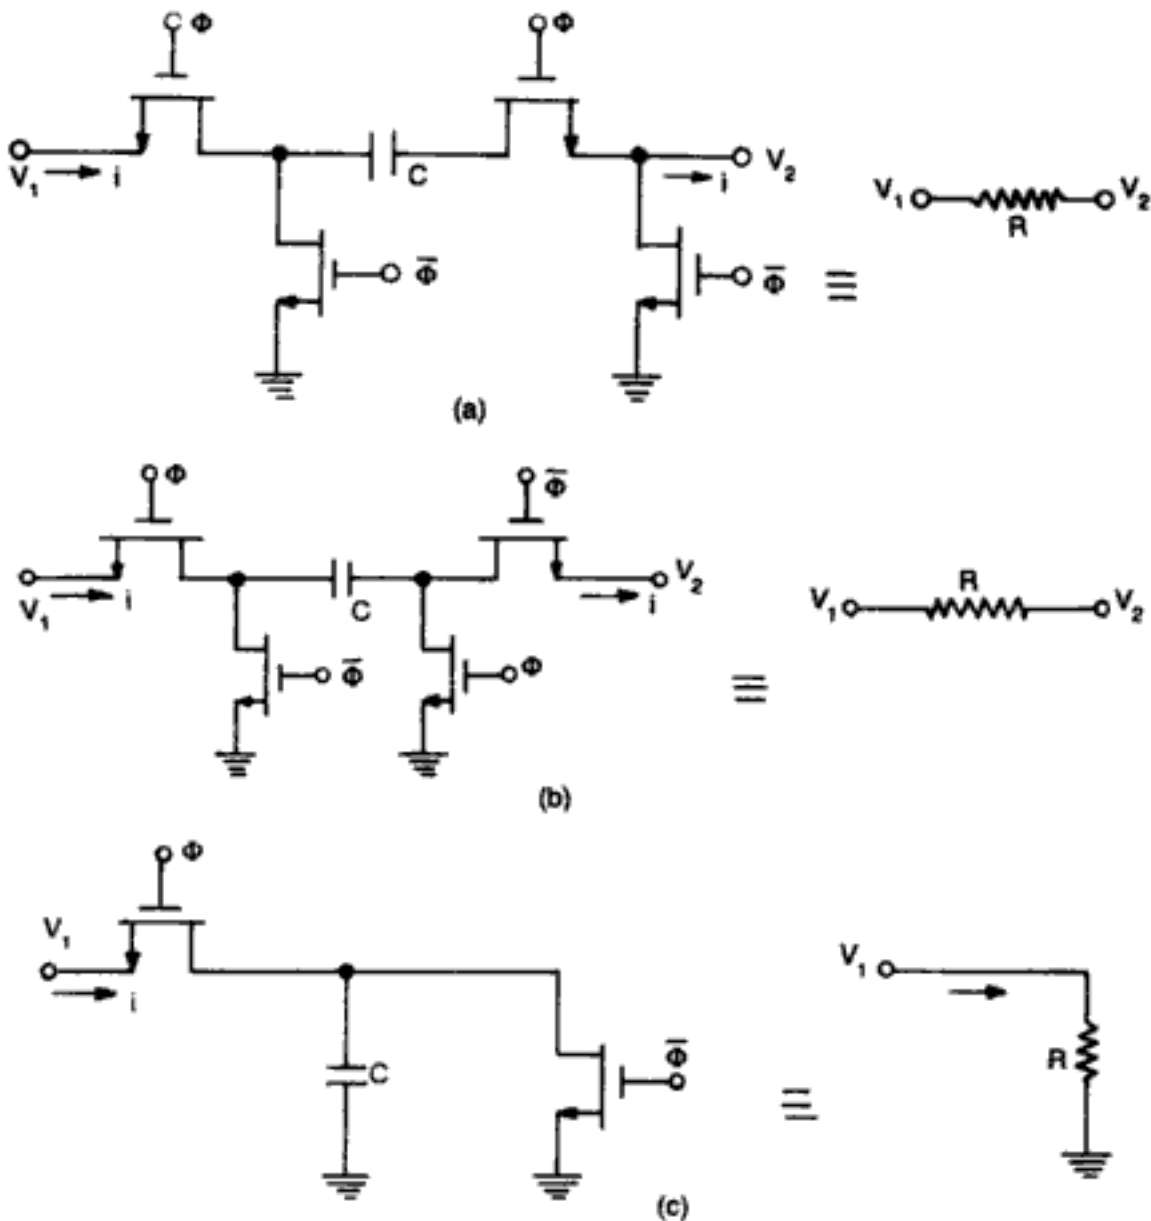 C Φ Φ
V₁ i C i V₂
V₁ R V₂
Φ̅ Φ̅
(a)
Φ Φ̅
V₁ i C i V₂
V₁ R V₂
Φ̅ Φ
(b)
Φ
V₁ i
C Φ̅
V₁
R
(c)